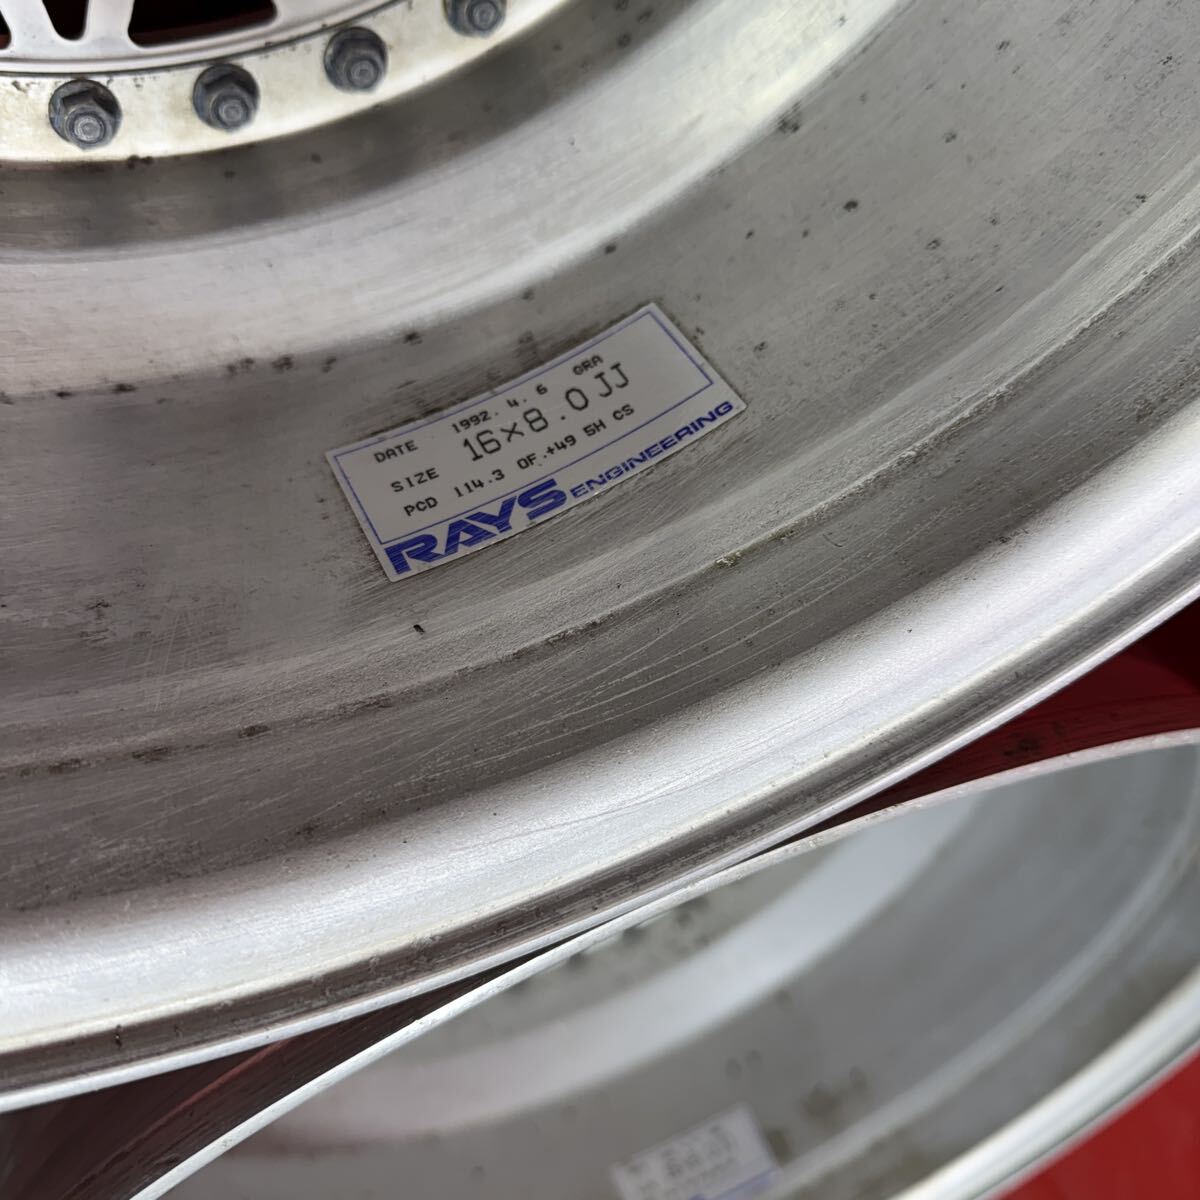 DATE 1992. 4. 6 GRA
SIZE 16×8.0JJ
PCD 114.3 OF.+49 5H CS
RAYS ENGINEERING